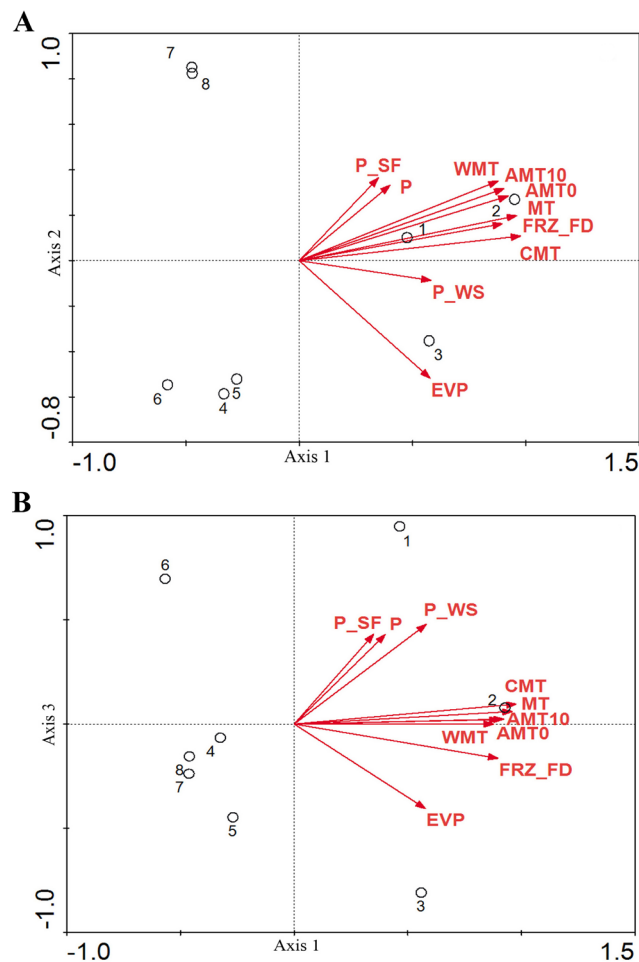 A
1.0
7
8
P_SF
P
WMT
AMT10
AMT0
2
MT
1
FRZ_FD
CMT
Axis 2
P_WS
3
EVP
6
5
4
-0.8
-1.0
Axis 1
1.5
B
1.0
1
6
P_SF
P
P_WS
CMT
2
MT
AMT10
WMT
AMT0
Axis 3
4
8
7
FRZ_FD
5
EVP
3
-1.0
-1.0
Axis 1
1.5